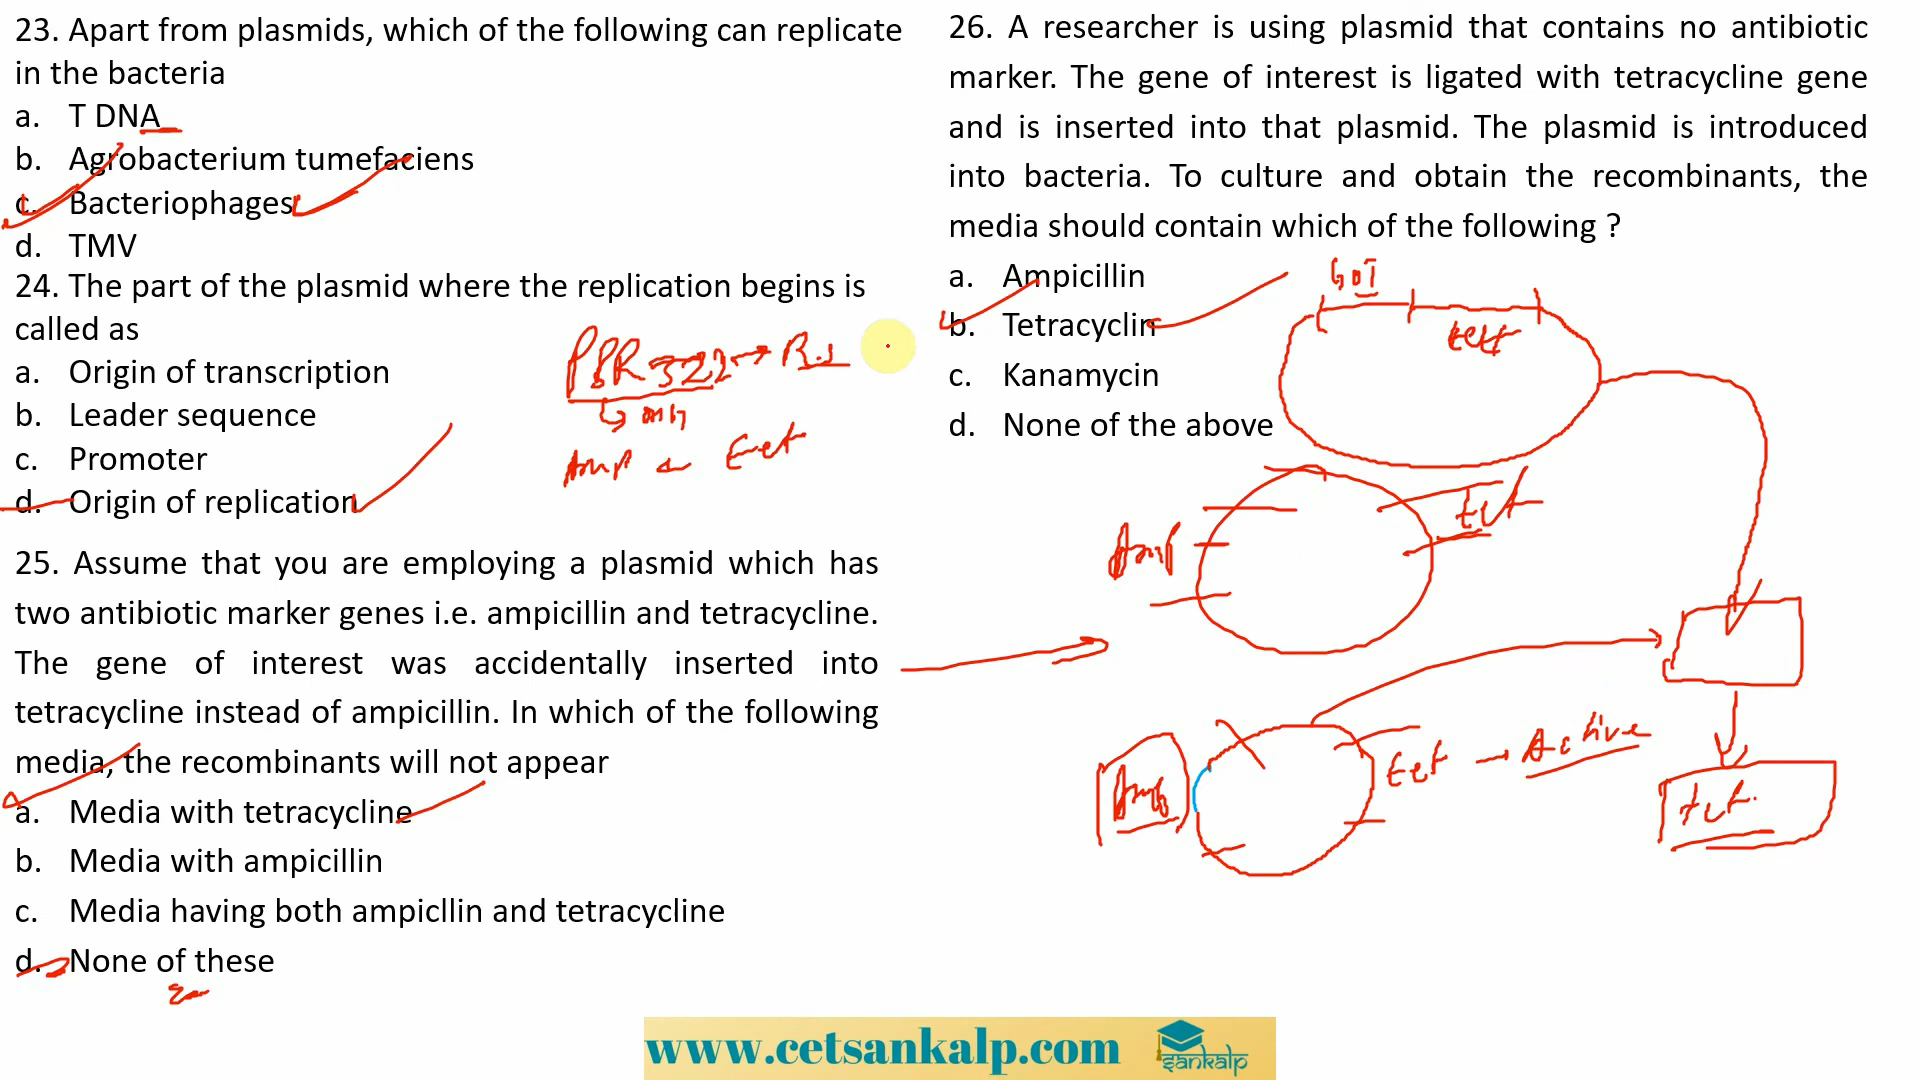 23. Apart from plasmids, which of the following can replicate
in the bacteria
a. T DNA
b. Agrobacterium tumefaciens
c. Bacteriophages
d. TMV
24. The part of the plasmid where the replication begins is
called as
a. Origin of transcription
b. Leader sequence
c. Promoter
d. Origin of replication
PBR322 →
Amp
Tet
25. Assume that you are employing a plasmid which has
two antibiotic marker genes i.e. ampicillin and tetracycline.
The gene of interest was accidentally inserted into
tetracycline instead of ampicillin. In which of the following
media, the recombinants will not appear
a. Media with tetracycline
b. Media with ampicillin
c. Media having both ampicllin and tetracycline
d. None of these
26. A researcher is using plasmid that contains no antibiotic
marker. The gene of interest is ligated with tetracycline gene
and is inserted into that plasmid. The plasmid is introduced
into bacteria. To culture and obtain the recombinants, the
media should contain which of the following ?
a. Ampicillin
b. Tetracyclin
c. Kanamycin
d. None of the above
GOI
tet
Amp
tet
Amp
tet → Active
tet.
www.cetsankalp.com
sankalp